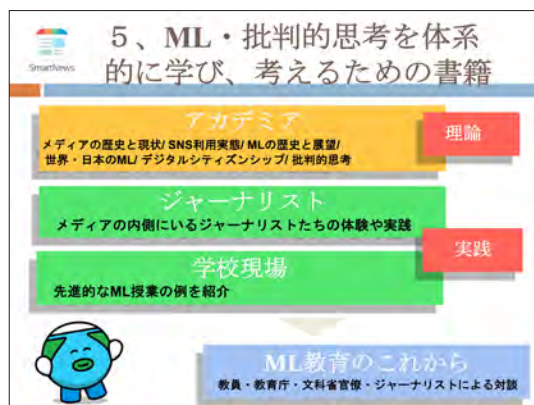 SmartNews
5、ML・批判的思考を体系
的に学び、考えるための書籍
アカデミア
メディアの歴史と現状/ SNS利用実態/ MLの歴史と展望/
世界・日本のML/ デジタルシティズンシップ/ 批判的思考
理論
ジャーナリスト
メディアの内側にいるジャーナリストたちの体験や実践
実践
学校現場
先進的なML授業の例を紹介
ML教育のこれから
教員・教育庁・文科省官僚・ジャーナリストによる対談